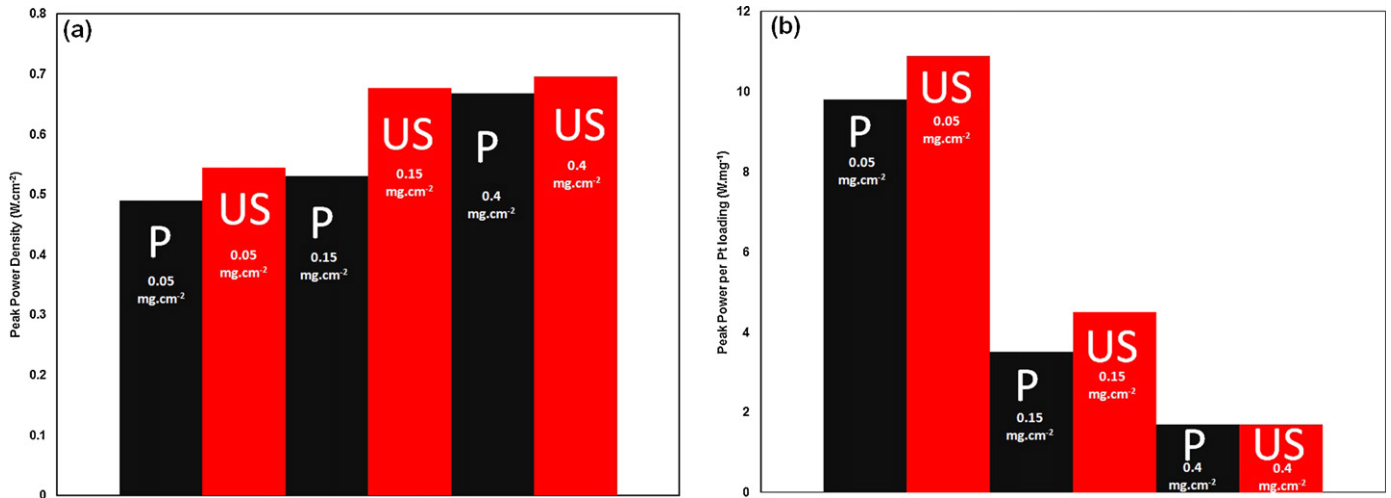 (a)
Peak Power Density (W.cm⁻²)
0.8
0.7
0.6
0.5
0.4
0.3
0.2
0.1
0
P
0.05
mg.cm⁻²
US
0.05
mg.cm⁻²
P
0.15
mg.cm⁻²
US
0.15
mg.cm⁻²
P
0.4
mg.cm⁻²
US
0.4
mg.cm⁻²
(b)
Peak Power per Pt loading (W.mg⁻¹)
12
10
8
6
4
2
0
P
0.05
mg.cm⁻²
US
0.05
mg.cm⁻²
P
0.15
mg.cm⁻²
US
0.15
mg.cm⁻²
P
0.4
mg.cm⁻²
US
0.4
mg.cm⁻²